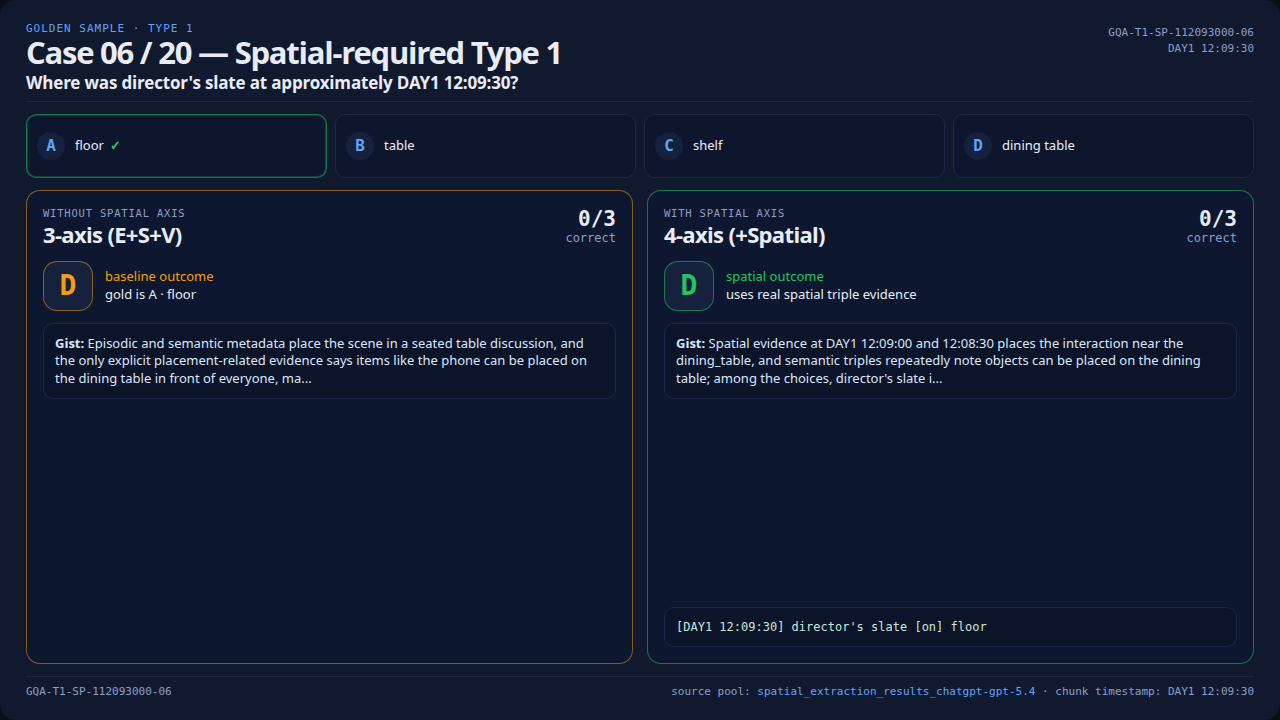 GOLDEN SAMPLE · TYPE 1
Case 06 / 20 — Spatial-required Type 1
Where was director's slate at approximately DAY1 12:09:30?
GQA-T1-SP-112093000-06
DAY1 12:09:30
A floor ✓
B table
C shelf
D dining table
WITHOUT SPATIAL AXIS
3-axis (E+S+V)
0/3
correct
D
baseline outcome
gold is A · floor
Gist: Episodic and semantic metadata place the scene in a seated table discussion, and
the only explicit placement-related evidence says items like the phone can be placed on
the dining table in front of everyone, ma...
WITH SPATIAL AXIS
4-axis (+Spatial)
0/3
correct
D
spatial outcome
uses real spatial triple evidence
Gist: Spatial evidence at DAY1 12:09:00 and 12:08:30 places the interaction near the
dining_table, and semantic triples repeatedly note objects can be placed on the dining
table; among the choices, director's slate i...
[DAY1 12:09:30] director's slate [on] floor
GQA-T1-SP-112093000-06
source pool: spatial_extraction_results_chatgpt-gpt-5.4 · chunk timestamp: DAY1 12:09:30